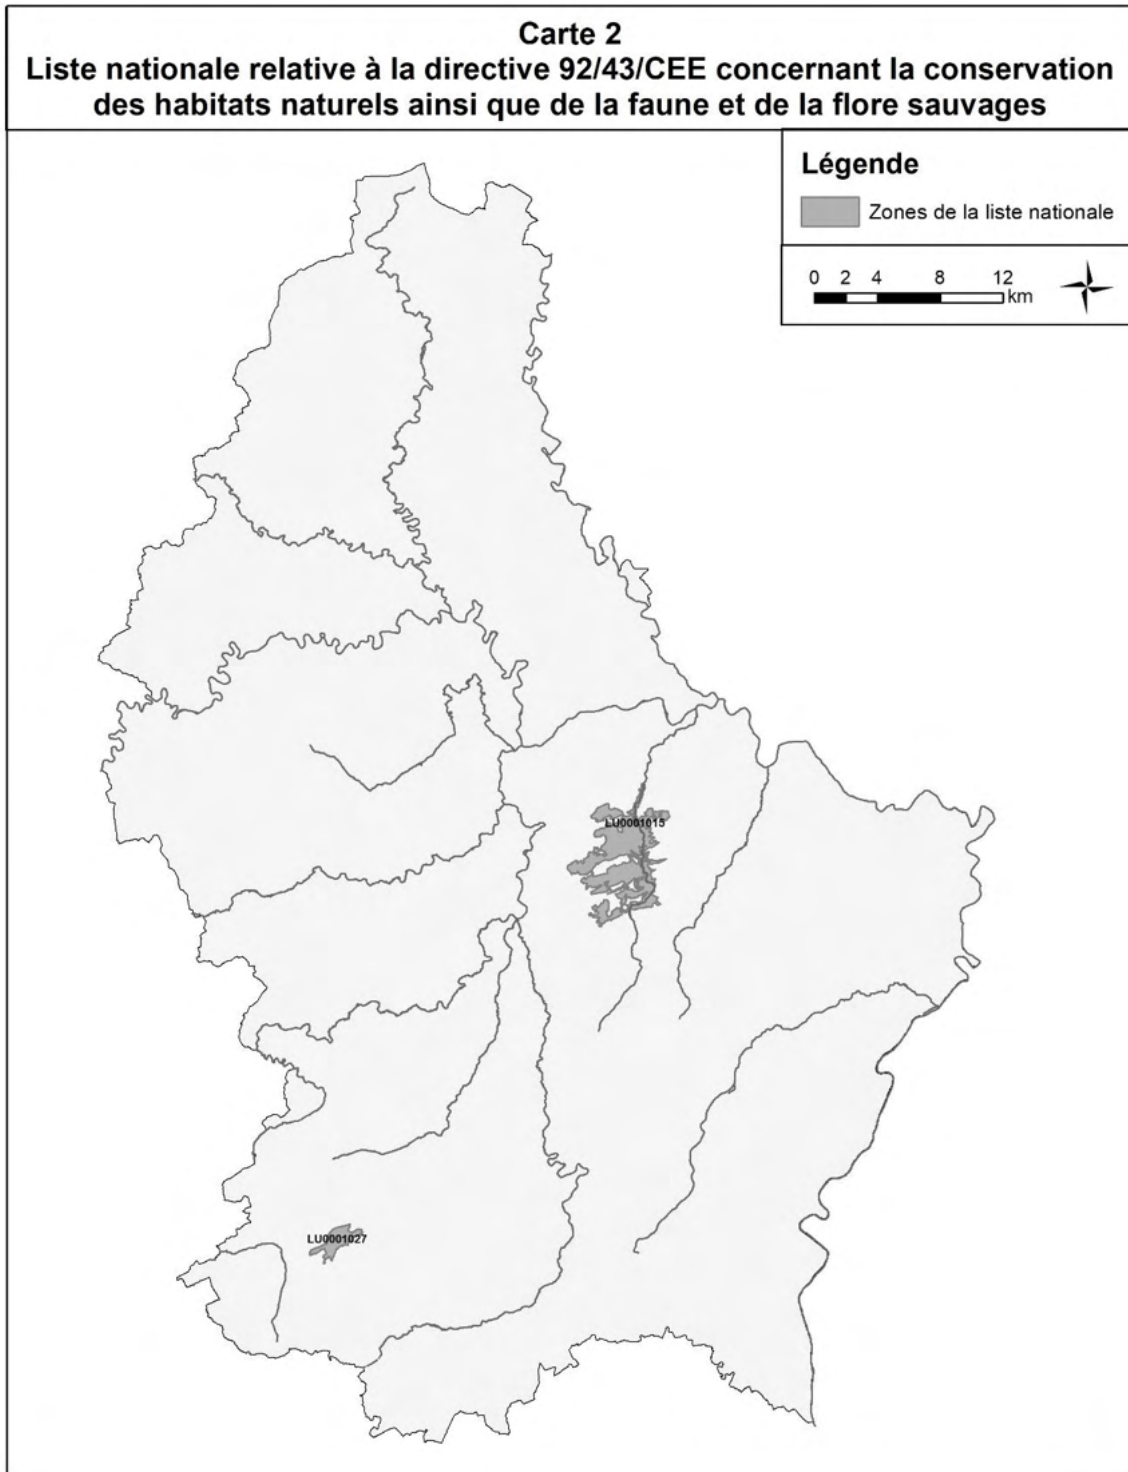 Carte 2
Liste nationale relative à la directive 92/43/CEE concernant la conservation
des habitats naturels ainsi que de la faune et de la flore sauvages
Légende
Zones de la liste nationale
0 2 4 8 12
km
LU0001015
LU0001027